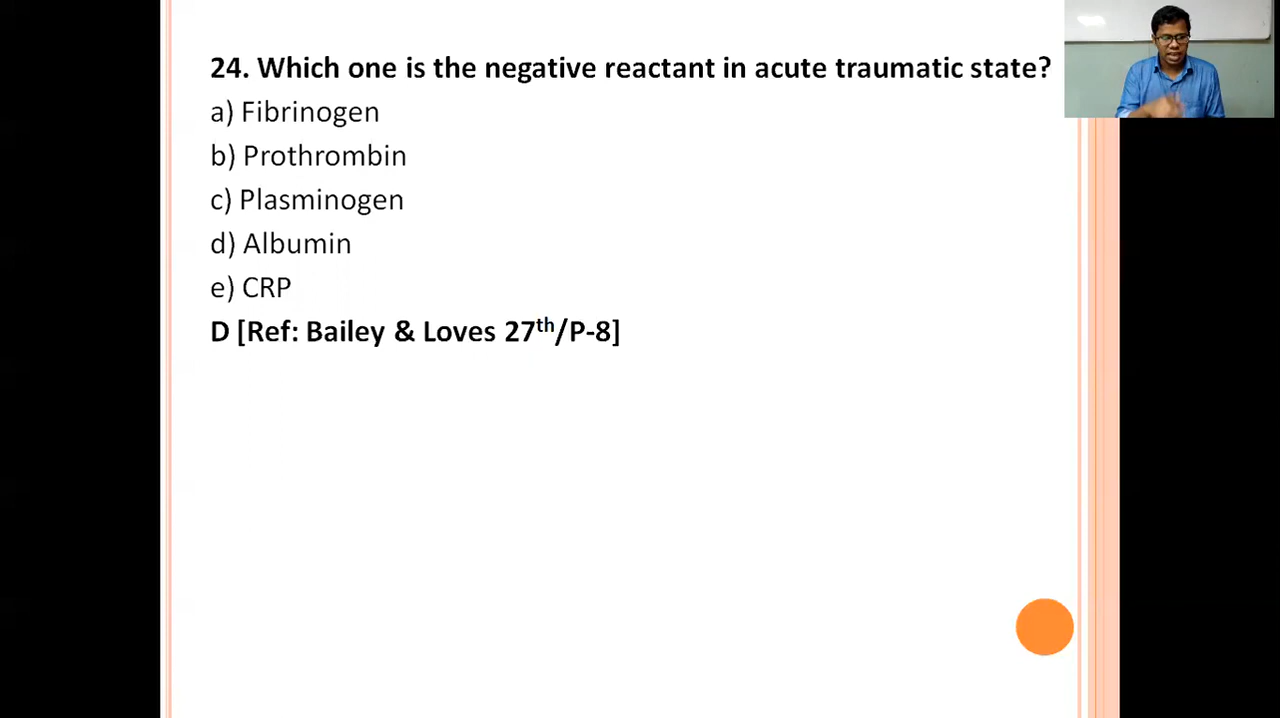 24. Which one is the negative reactant in acute traumatic state?
a) Fibrinogen
b) Prothrombin
c) Plasminogen
d) Albumin
e) CRP
D [Ref: Bailey & Loves 27th/P-8]